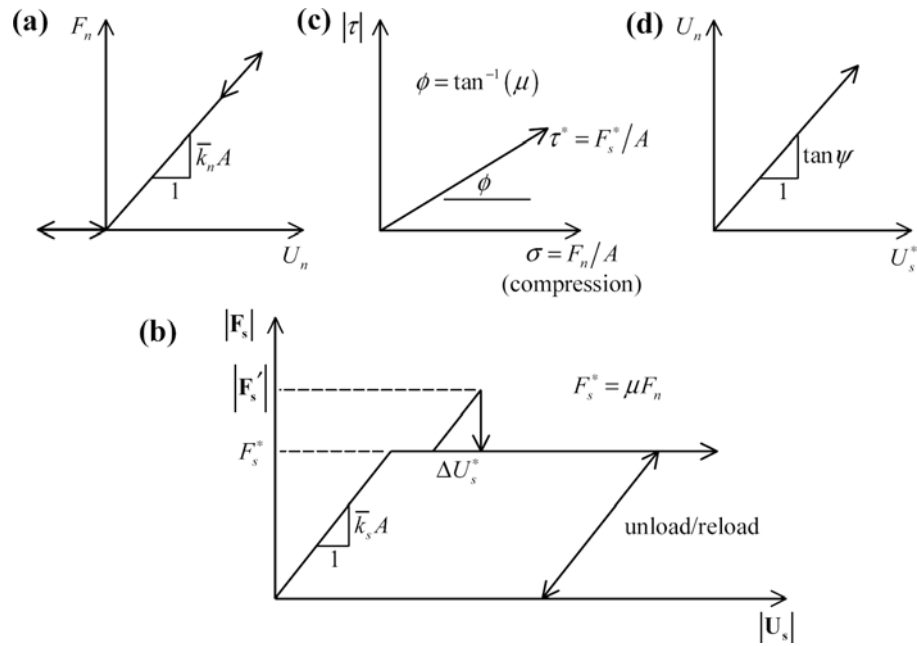 (a)
F_n
k̄_n A
1
U_n
(c)
|τ|
ϕ = tan⁻¹(μ)
τ* = F_s*/A
ϕ
σ = F_n/A
(compression)
(d)
U_n
tan ψ
1
U_s*
(b)
|F_s|
|F_s′|
F_s* = μF_n
F_s*
ΔU_s*
k̄_s A
1
unload/reload
|U_s|